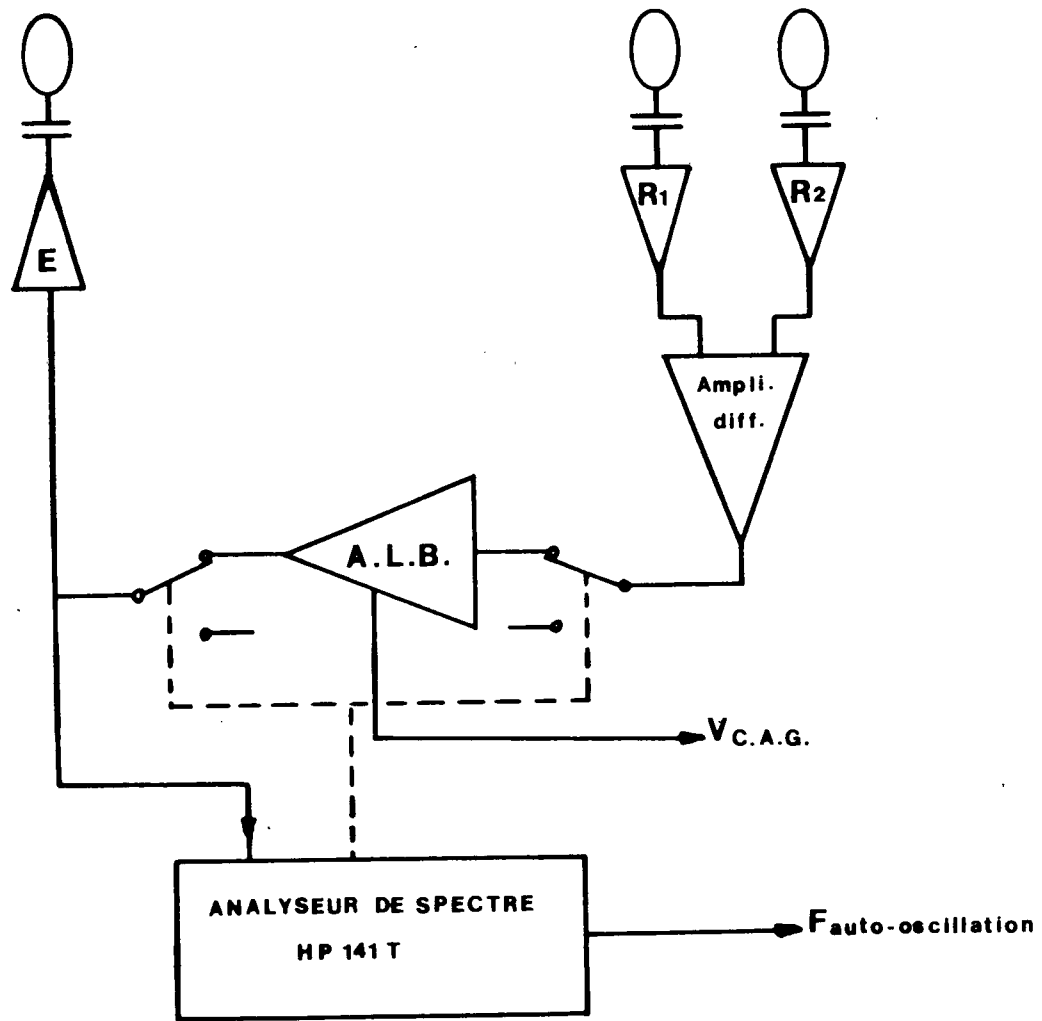 R1
R2
E
Ampli.
diff.
A.L.B.
VC.A.G.
ANALYSEUR DE SPECTRE
HP 141 T
Fauto-oscillation